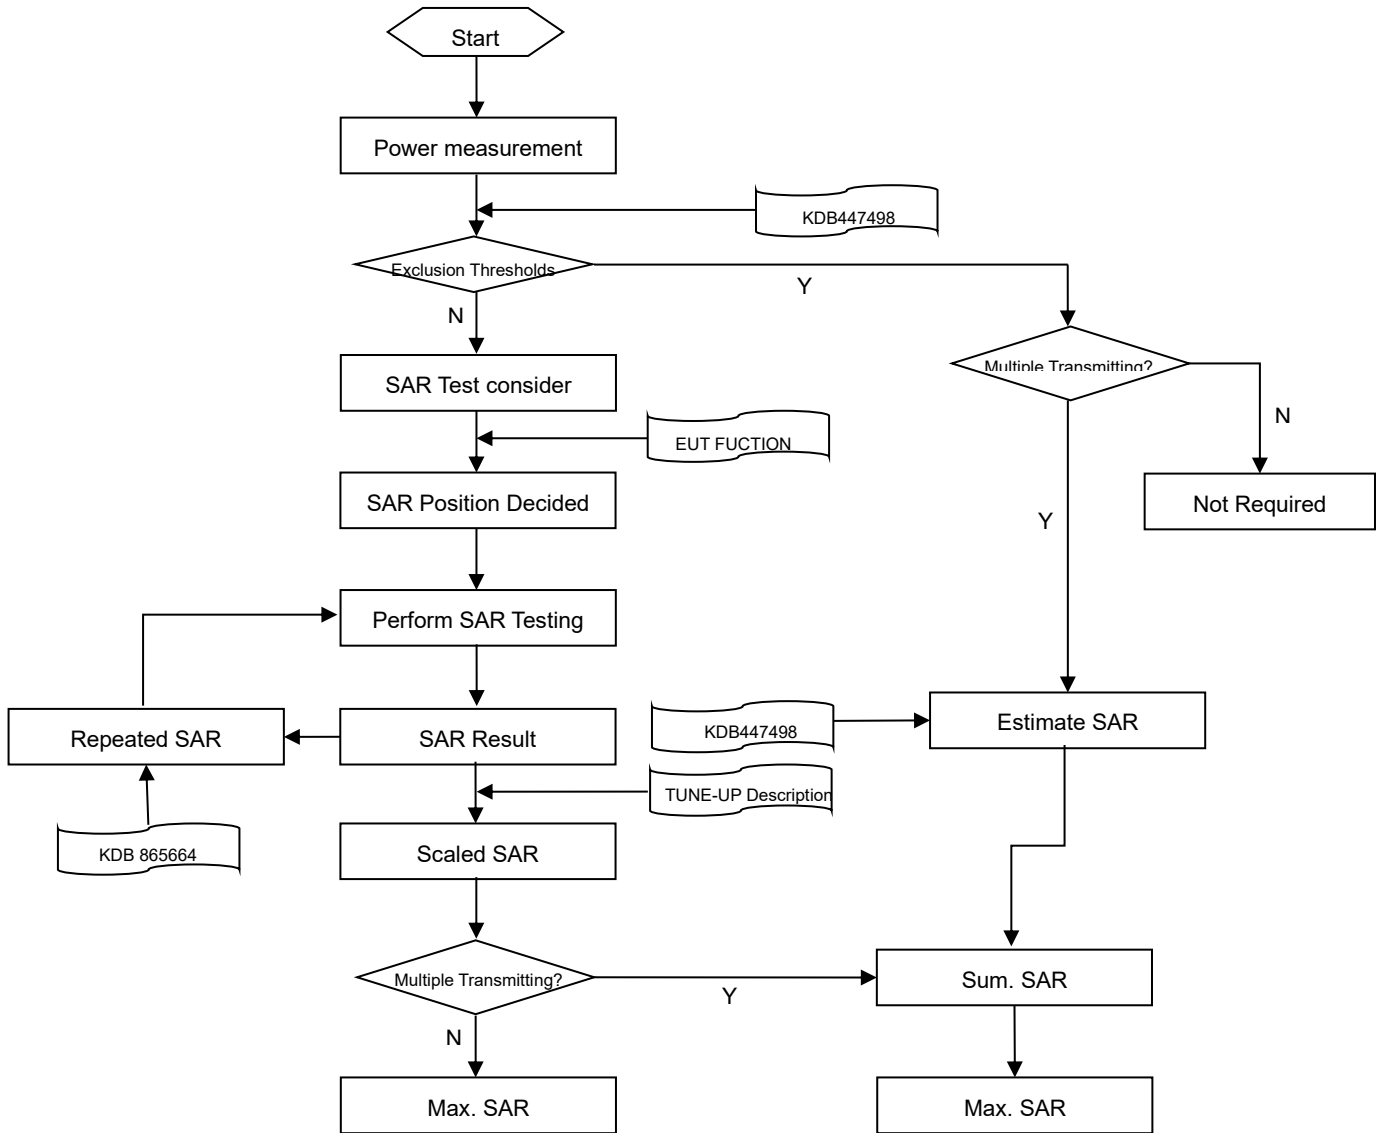 Start
Power measurement
KDB447498
Exclusion Thresholds
Y
N
Multiple Transmitting?
SAR Test consider
N
EUT FUCTION
SAR Position Decided
Not Required
Y
Perform SAR Testing
Repeated SAR
SAR Result
KDB447498
Estimate SAR
TUNE-UP Description
KDB 865664
Scaled SAR
Multiple Transmitting?
Y
Sum. SAR
N
Max. SAR
Max. SAR